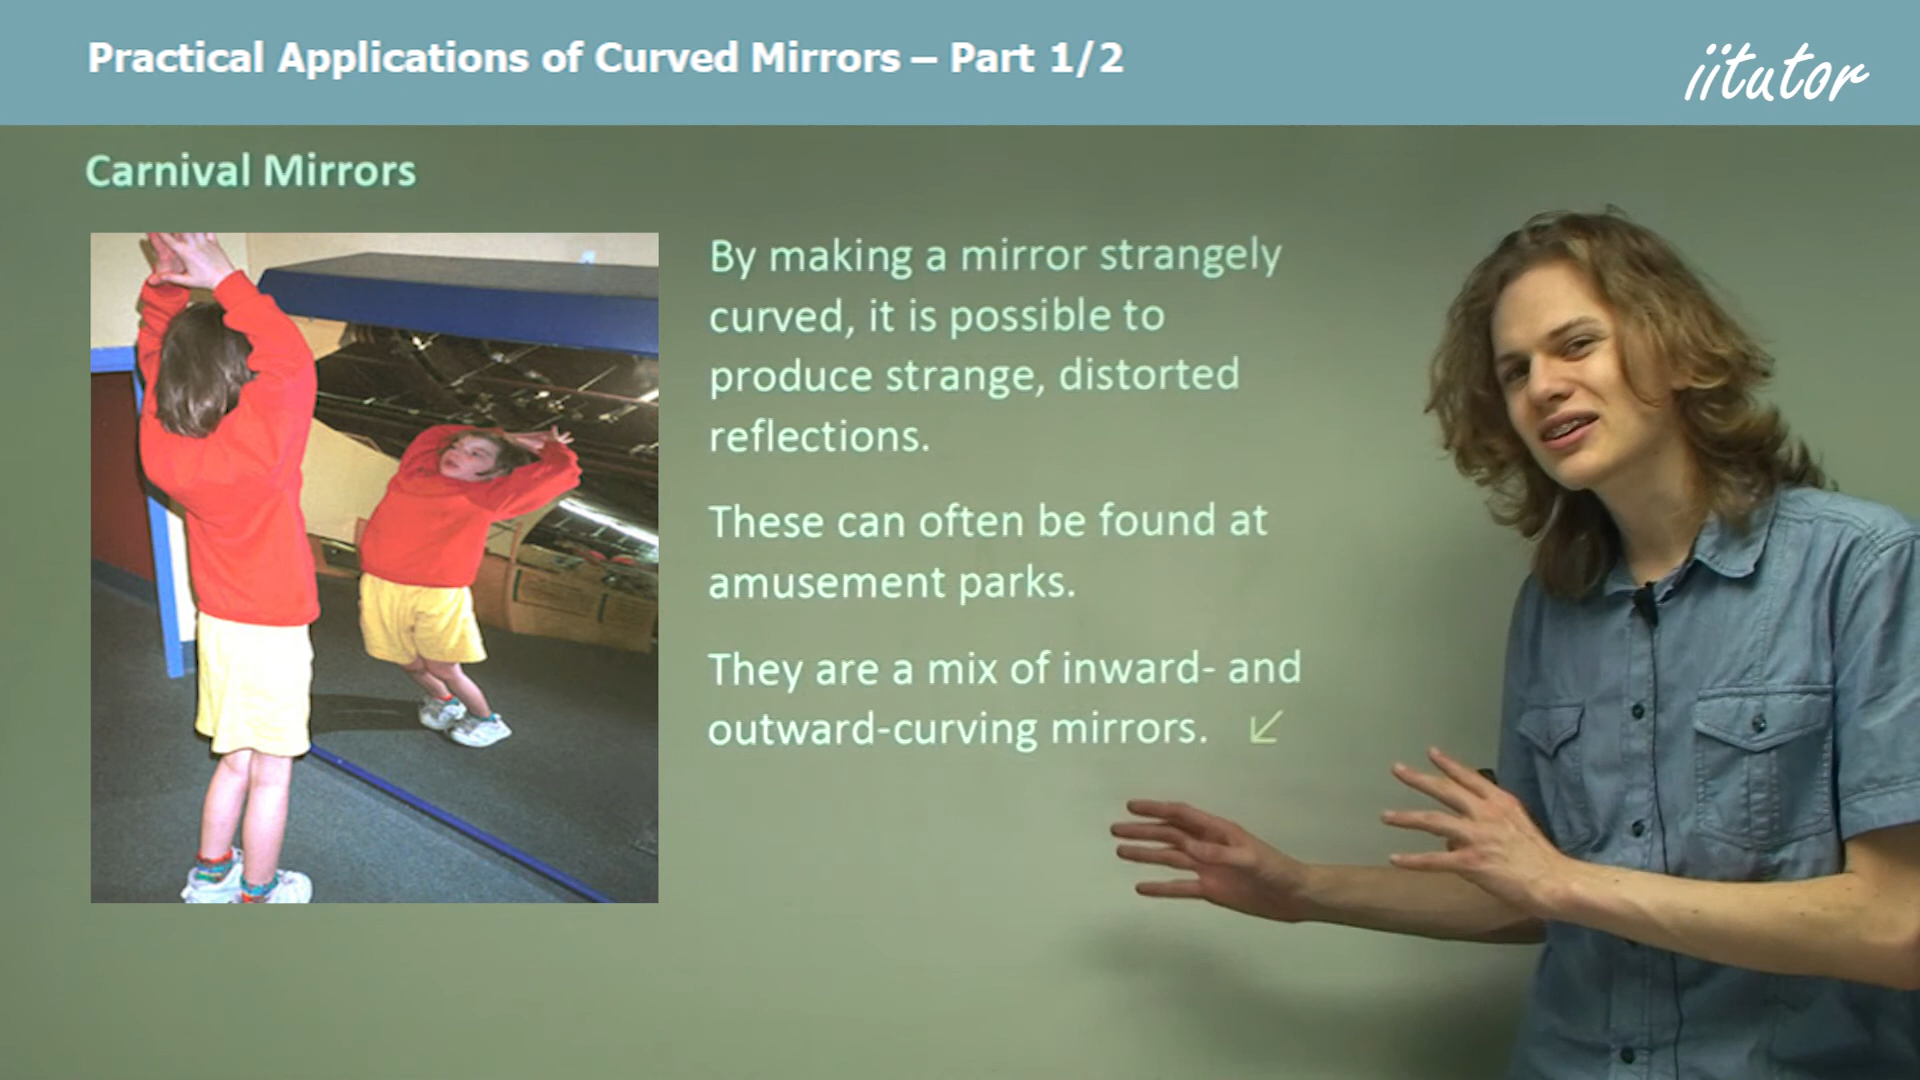 Practical Applications of Curved Mirrors – Part 1/2
iitutor
Carnival Mirrors
By making a mirror strangely
curved, it is possible to
produce strange, distorted
reflections.
These can often be found at
amusement parks.
They are a mix of inward- and
outward-curving mirrors.